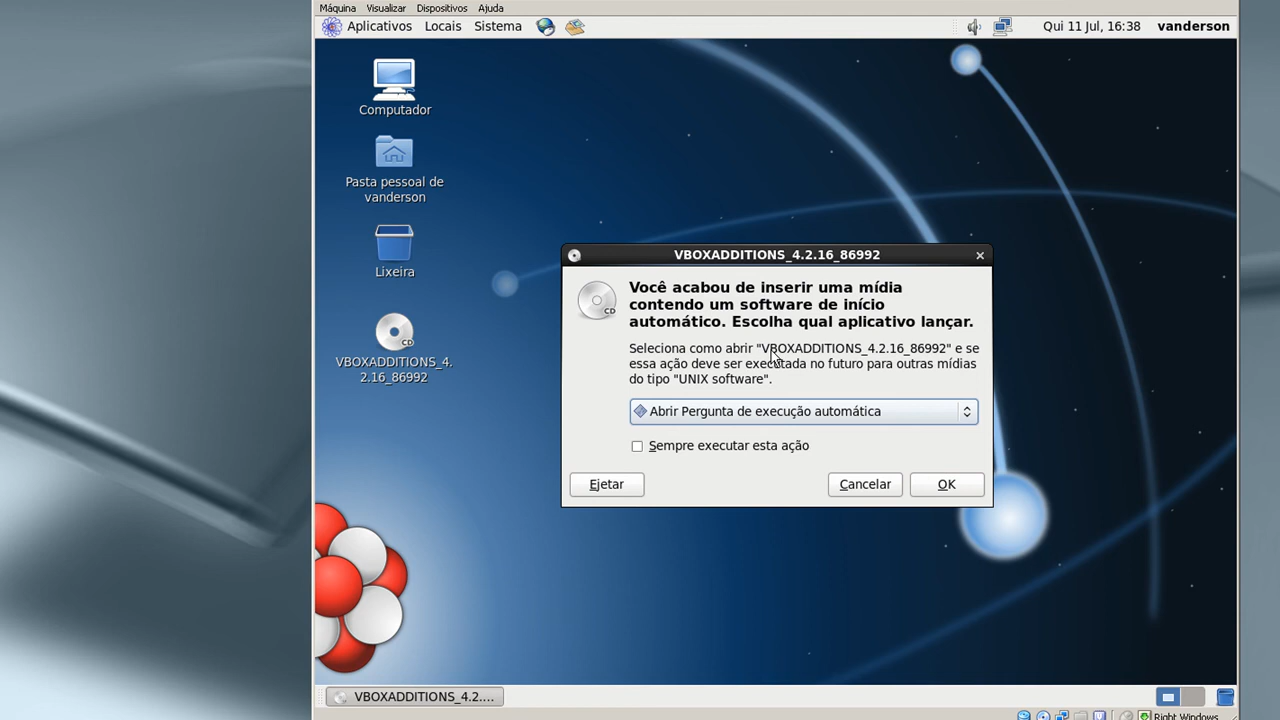 Máquina Visualizar Dispositivos Ajuda
Aplicativos Locais Sistema Qui 11 Jul, 16:38 vanderson
Computador
Pasta pessoal de
vanderson
Lixeira
CD
VBOXADDITIONS_4.
2.16_86992
VBOXADDITIONS_4.2.16_86992
CD
Você acabou de inserir uma mídia
contendo um software de início
automático. Escolha qual aplicativo lançar.
Seleciona como abrir "VBOXADDITIONS_4.2.16_86992" e se
essa ação deve ser executada no futuro para outras mídias
do tipo "UNIX software".
Abrir Pergunta de execução automática
Sempre executar esta ação
Ejetar Cancelar OK
VBOXADDITIONS_4.2....
Right Windows